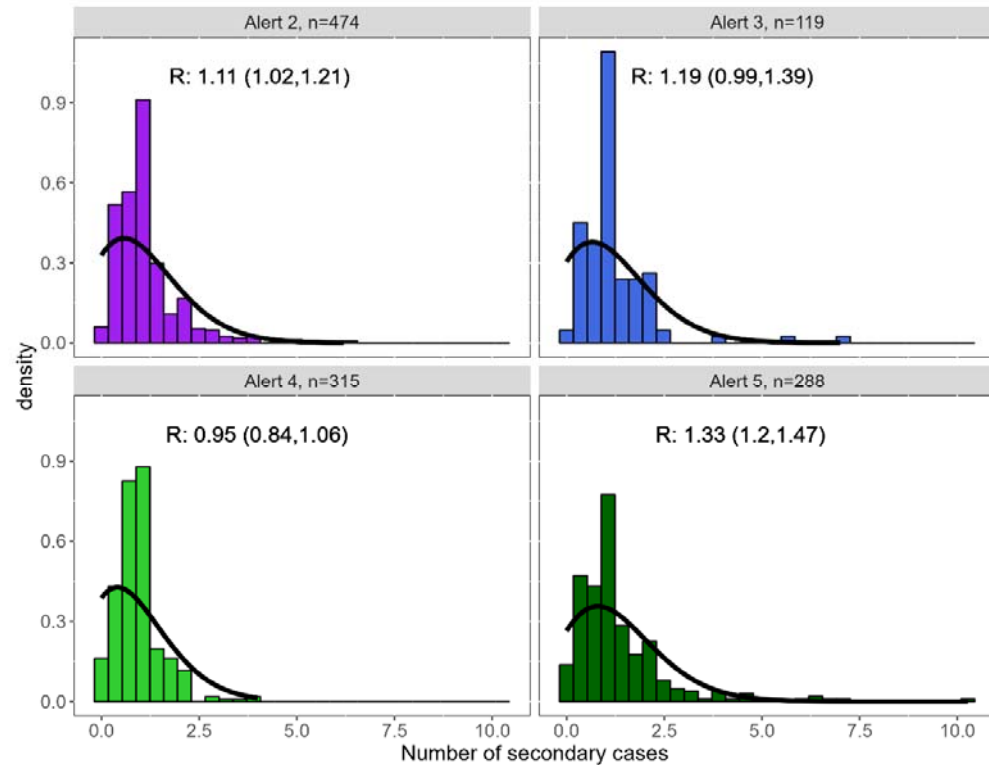 Alert 2, n=474
Alert 3, n=119
R: 1.11 (1.02,1.21)
R: 1.19 (0.99,1.39)
0.9
0.6
0.3
0.0
Alert 4, n=315
Alert 5, n=288
R: 0.95 (0.84,1.06)
R: 1.33 (1.2,1.47)
0.9
0.6
0.3
0.0
density
0.0 2.5 5.0 7.5 10.0 0.0 2.5 5.0 7.5 10.0
Number of secondary cases